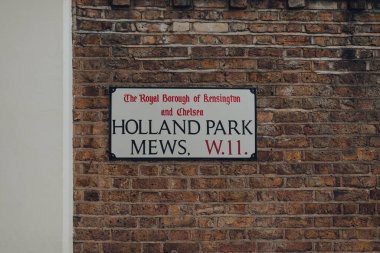 The Royal Borough of Kensington
and Chelsea
HOLLAND PARK
MEWS, W.11.